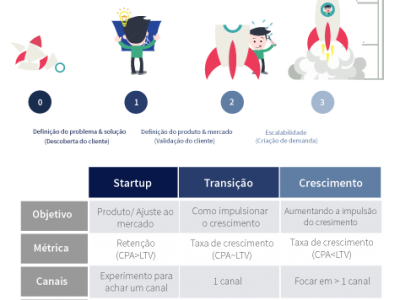 0
1
2
3
Definição do problema & solução
(Descoberta do cliente)
Definição do produto & mercado
(Validação do cliente)
Escalabilidade
(Criação de demanda)
Startup
Transição
Crescimento
Objetivo
Produto/ Ajuste ao
mercado
Como impulsionar
o crescimento
Aumentando a impulsão
do crescimento
Métrica
Retenção
(CPA>LTV)
Taxa de crescimento
(CPA~LTV)
Taxa de crescimento
(CPA<LTV)
Canais
Experimento para
achar um canal
1 canal
Focar em > 1 canal